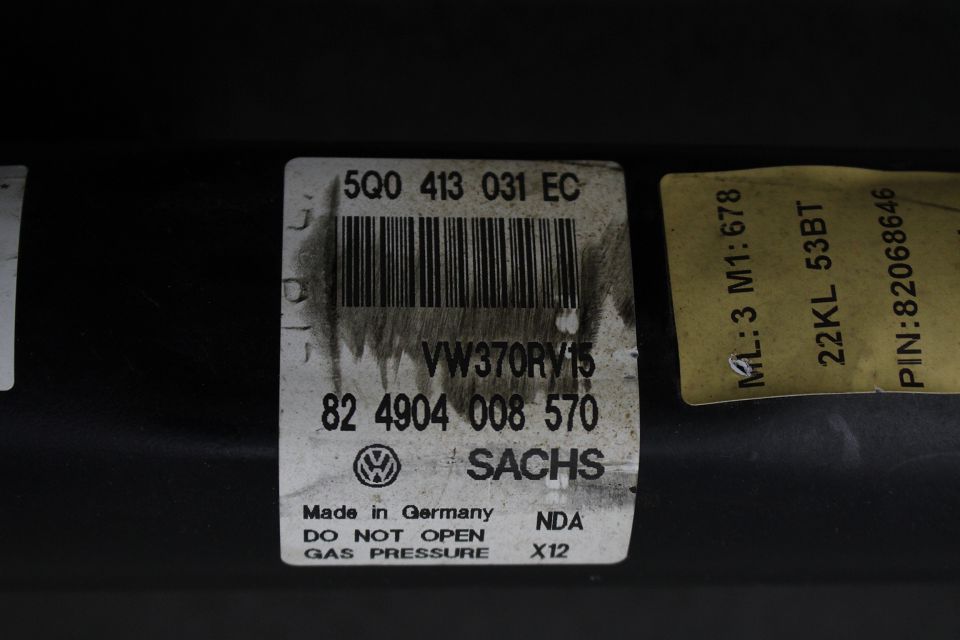 5Q0 413 031 EC
VW370RV15
82 4904 008 570
SACHS
Made in Germany
NDA
DO NOT OPEN
GAS PRESSURE
X12
ML:3 M1:678
22KL 53BT
PIN:82068646